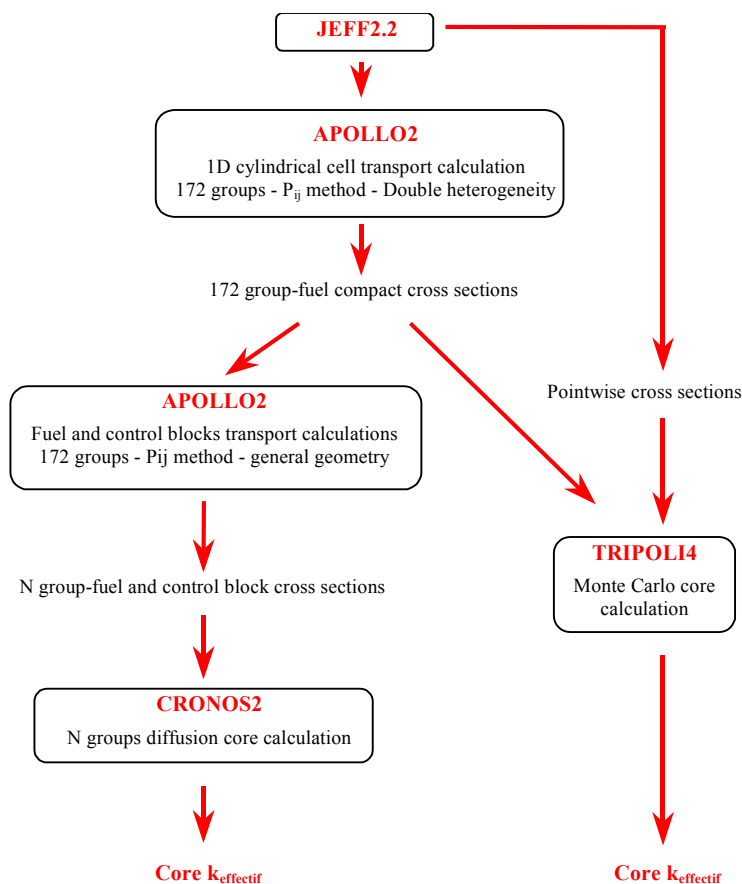 JEFF2.2
APOLLO2
1D cylindrical cell transport calculation
172 groups - Pij method - Double heterogeneity
172 group-fuel compact cross sections
APOLLO2
Fuel and control blocks transport calculations
172 groups - Pij method - general geometry
Pointwise cross sections
N group-fuel and control block cross sections
TRIPOLI4
Monte Carlo core
calculation
CRONOS2
N groups diffusion core calculation
Core keffectif
Core keffectif